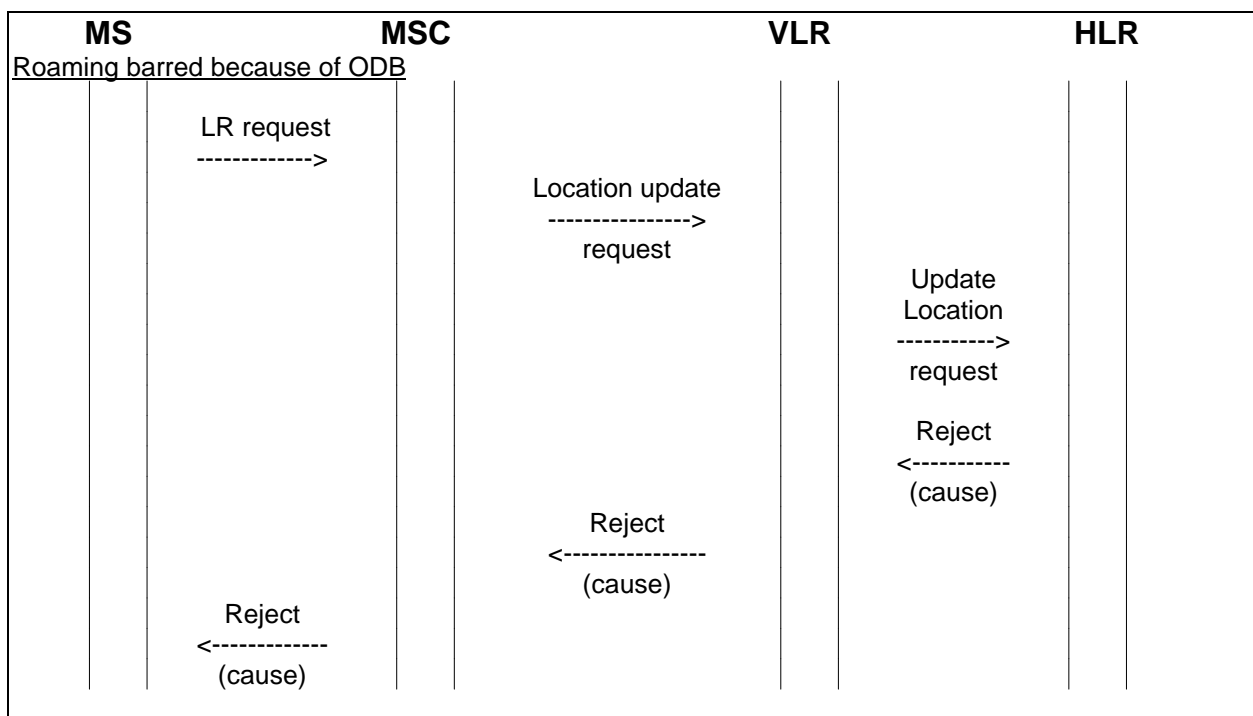 MS MSC VLR HLR
Roaming barred because of ODB
LR request
------------->
Location update
---------------->
request
Update
Location
----------->
request
Reject
<-----------
(cause)
Reject
<----------------
(cause)
Reject
<-------------
(cause)